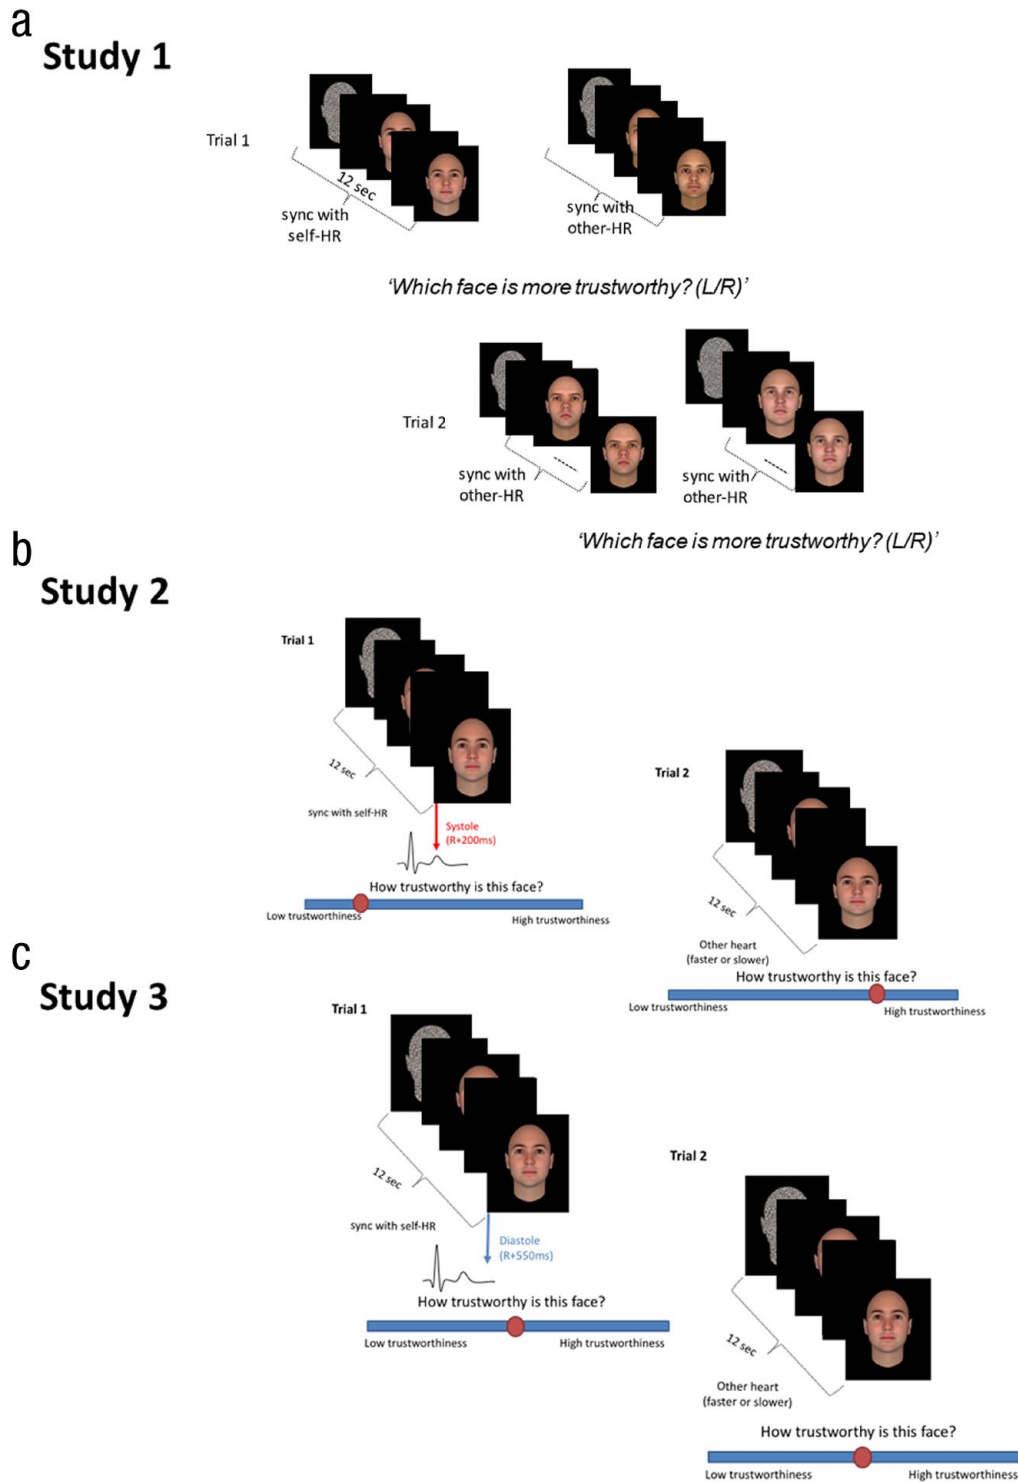 a
Study 1
Trial 1
12 sec
sync with
self-HR
sync with
other-HR
'Which face is more trustworthy? (L/R)'
Trial 2
sync with
other-HR
sync with
other-HR
'Which face is more trustworthy? (L/R)'
b
Study 2
Trial 1
12 sec
sync with self-HR
Systole
(R+200ms)
How trustworthy is this face?
Low trustworthiness
High trustworthiness
Trial 2
12 sec
Other heart
(faster or slower)
How trustworthy is this face?
Low trustworthiness
High trustworthiness
c
Study 3
Trial 1
12 sec
sync with self-HR
Diastole
(R+550ms)
How trustworthy is this face?
Low trustworthiness
High trustworthiness
Trial 2
12 sec
Other heart
(faster or slower)
How trustworthy is this face?
Low trustworthiness
High trustworthiness